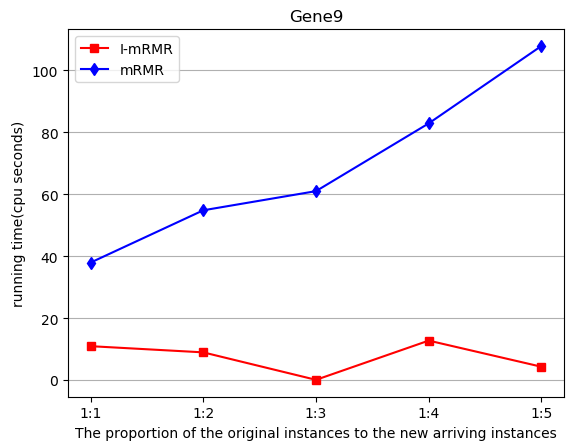 Gene9
I-mRMR
mRMR
running time(cpu seconds)
100
80
60
40
20
0
1:1 1:2 1:3 1:4 1:5
The proportion of the original instances to the new arriving instances